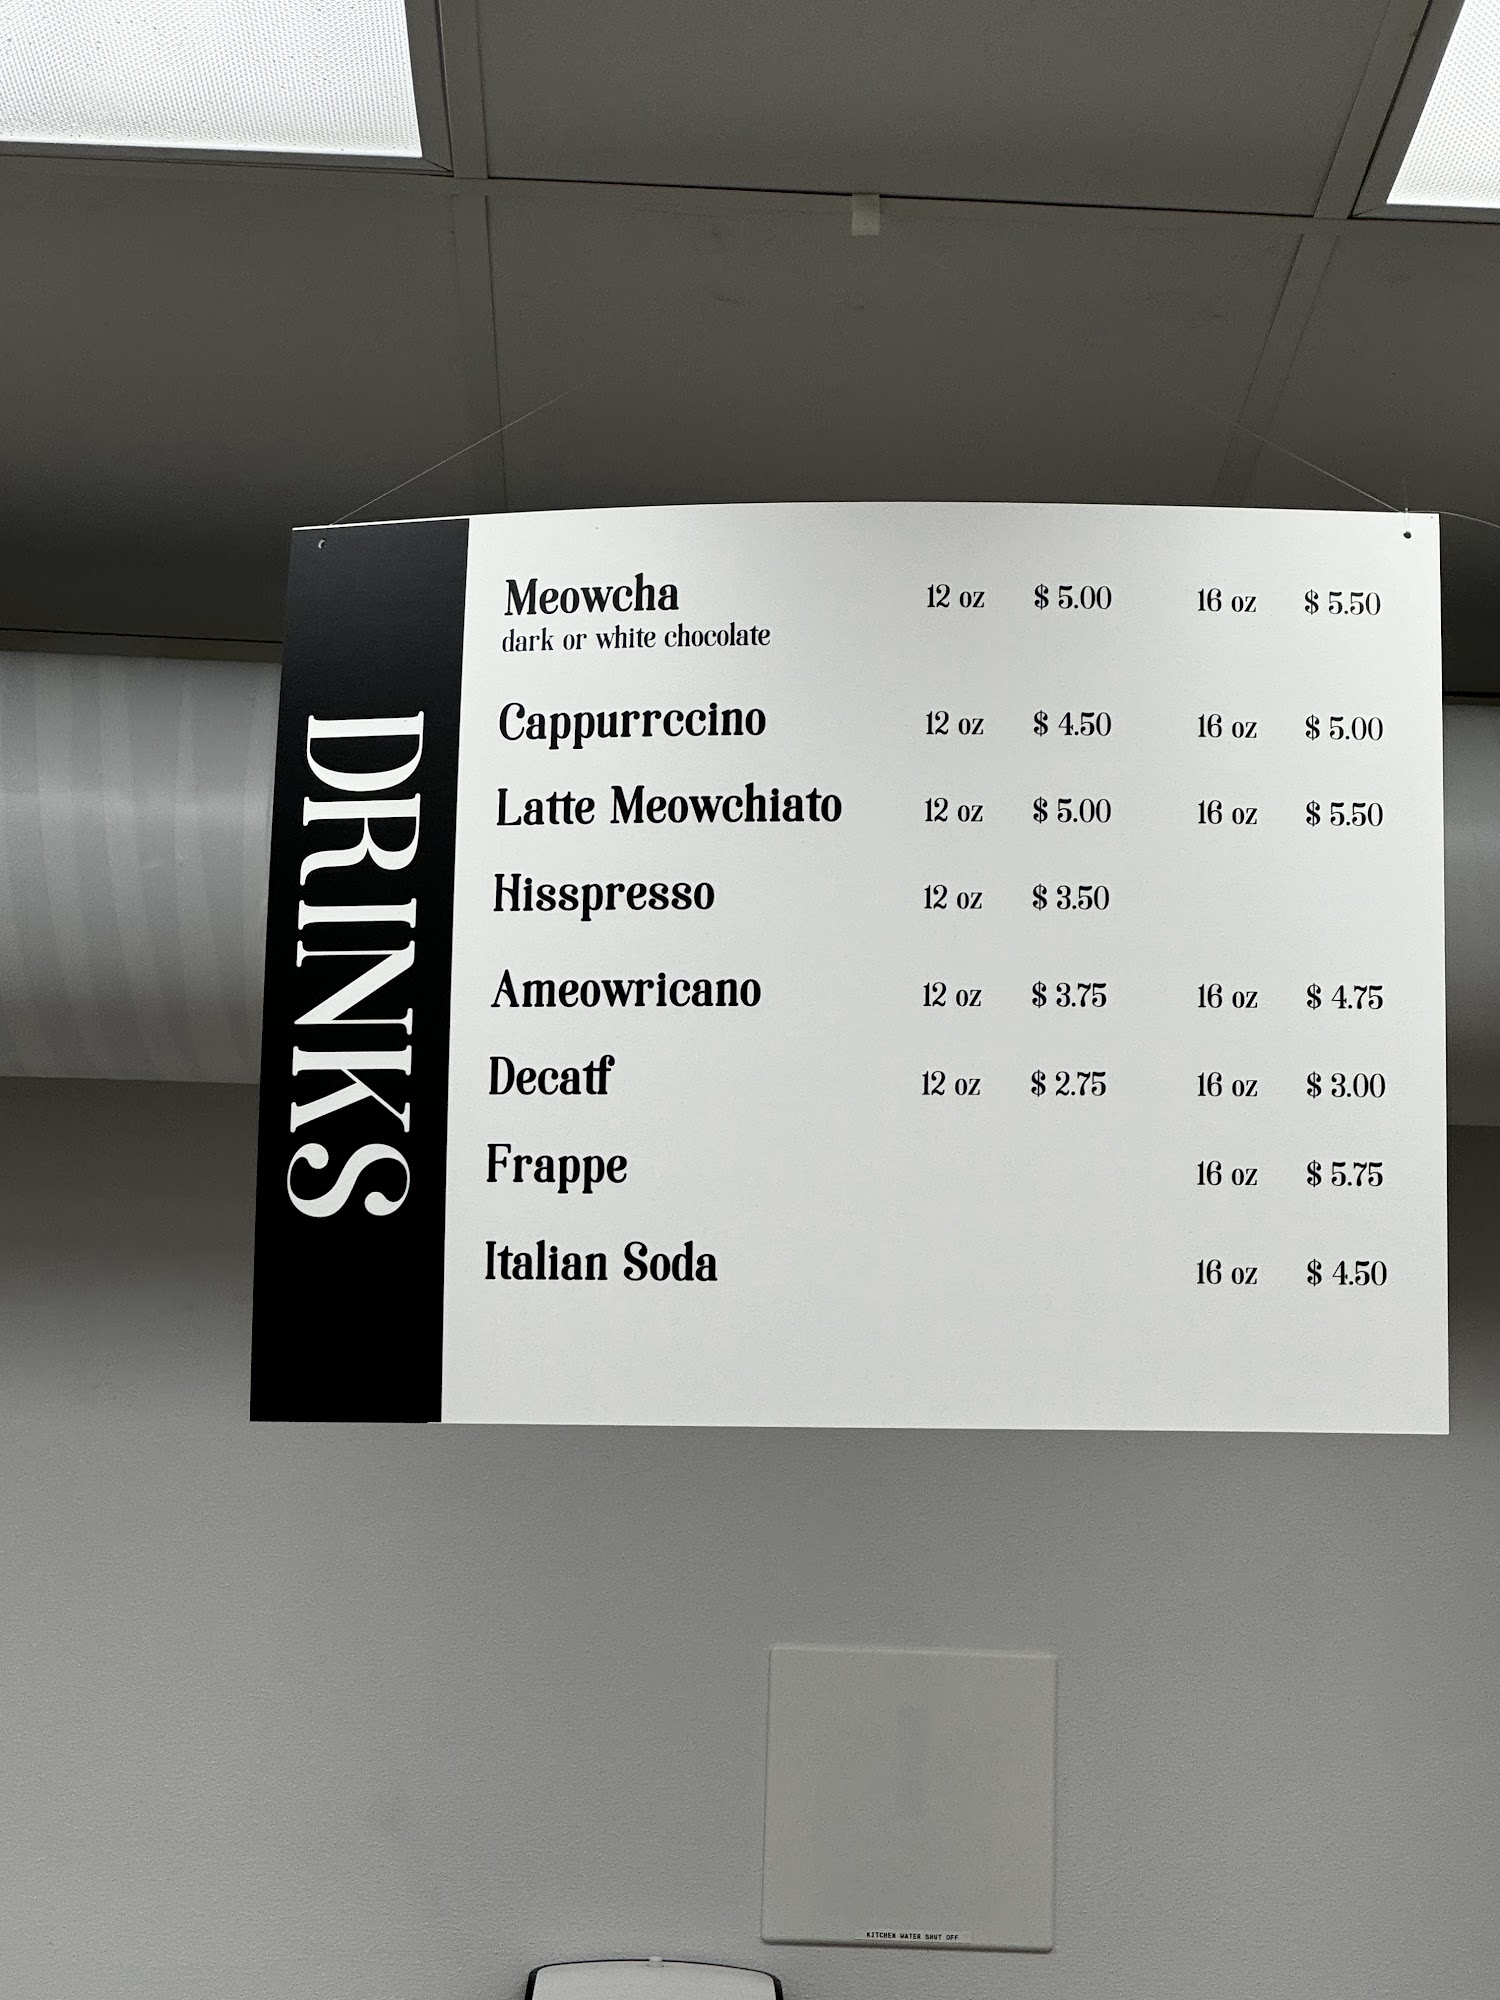 DRINKS
Meowcha 12 oz $ 5.00 16 oz $ 5.50
dark or white chocolate
Cappurrccino 12 oz $ 4.50 16 oz $ 5.00
Latte Meowchiato 12 oz $ 5.00 16 oz $ 5.50
Hisspresso 12 oz $ 3.50
Ameowricano 12 oz $ 3.75 16 oz $ 4.75
Decatf 12 oz $ 2.75 16 oz $ 3.00
Frappe 16 oz $ 5.75
Italian Soda 16 oz $ 4.50
KITCHEN WATER SHUT OFF